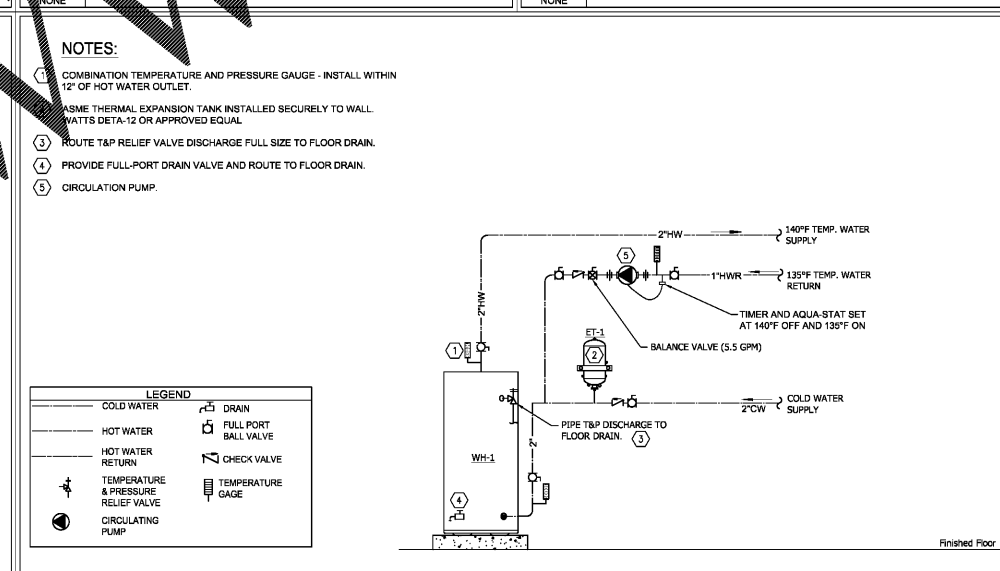 NONE
NONE
NOTES:
1 COMBINATION TEMPERATURE AND PRESSURE GAUGE - INSTALL WITHIN
12" OF HOT WATER OUTLET.
ASME THERMAL EXPANSION TANK INSTALLED SECURELY TO WALL.
WATTS DETA-12 OR APPROVED EQUAL
3 ROUTE T&P RELIEF VALVE DISCHARGE FULL SIZE TO FLOOR DRAIN.
4 PROVIDE FULL-PORT DRAIN VALVE AND ROUTE TO FLOOR DRAIN.
5 CIRCULATION PUMP.
2"HW
140°F TEMP. WATER
SUPPLY
5
1"HWR
135°F TEMP. WATER
RETURN
2"HW
TIMER AND AQUA-STAT SET
AT 140°F OFF AND 135°F ON
ET-1
BALANCE VALVE (5.5 GPM)
1
2
COLD WATER
SUPPLY
2"CW
PIPE T&P DISCHARGE TO
FLOOR DRAIN. 3
2"
WH-1
4
Finished Floor
LEGEND
COLD WATER
DRAIN
HOT WATER
FULL PORT
BALL VALVE
HOT WATER
RETURN
CHECK VALVE
TEMPERATURE
& PRESSURE
RELIEF VALVE
TEMPERATURE
GAGE
CIRCULATING
PUMP